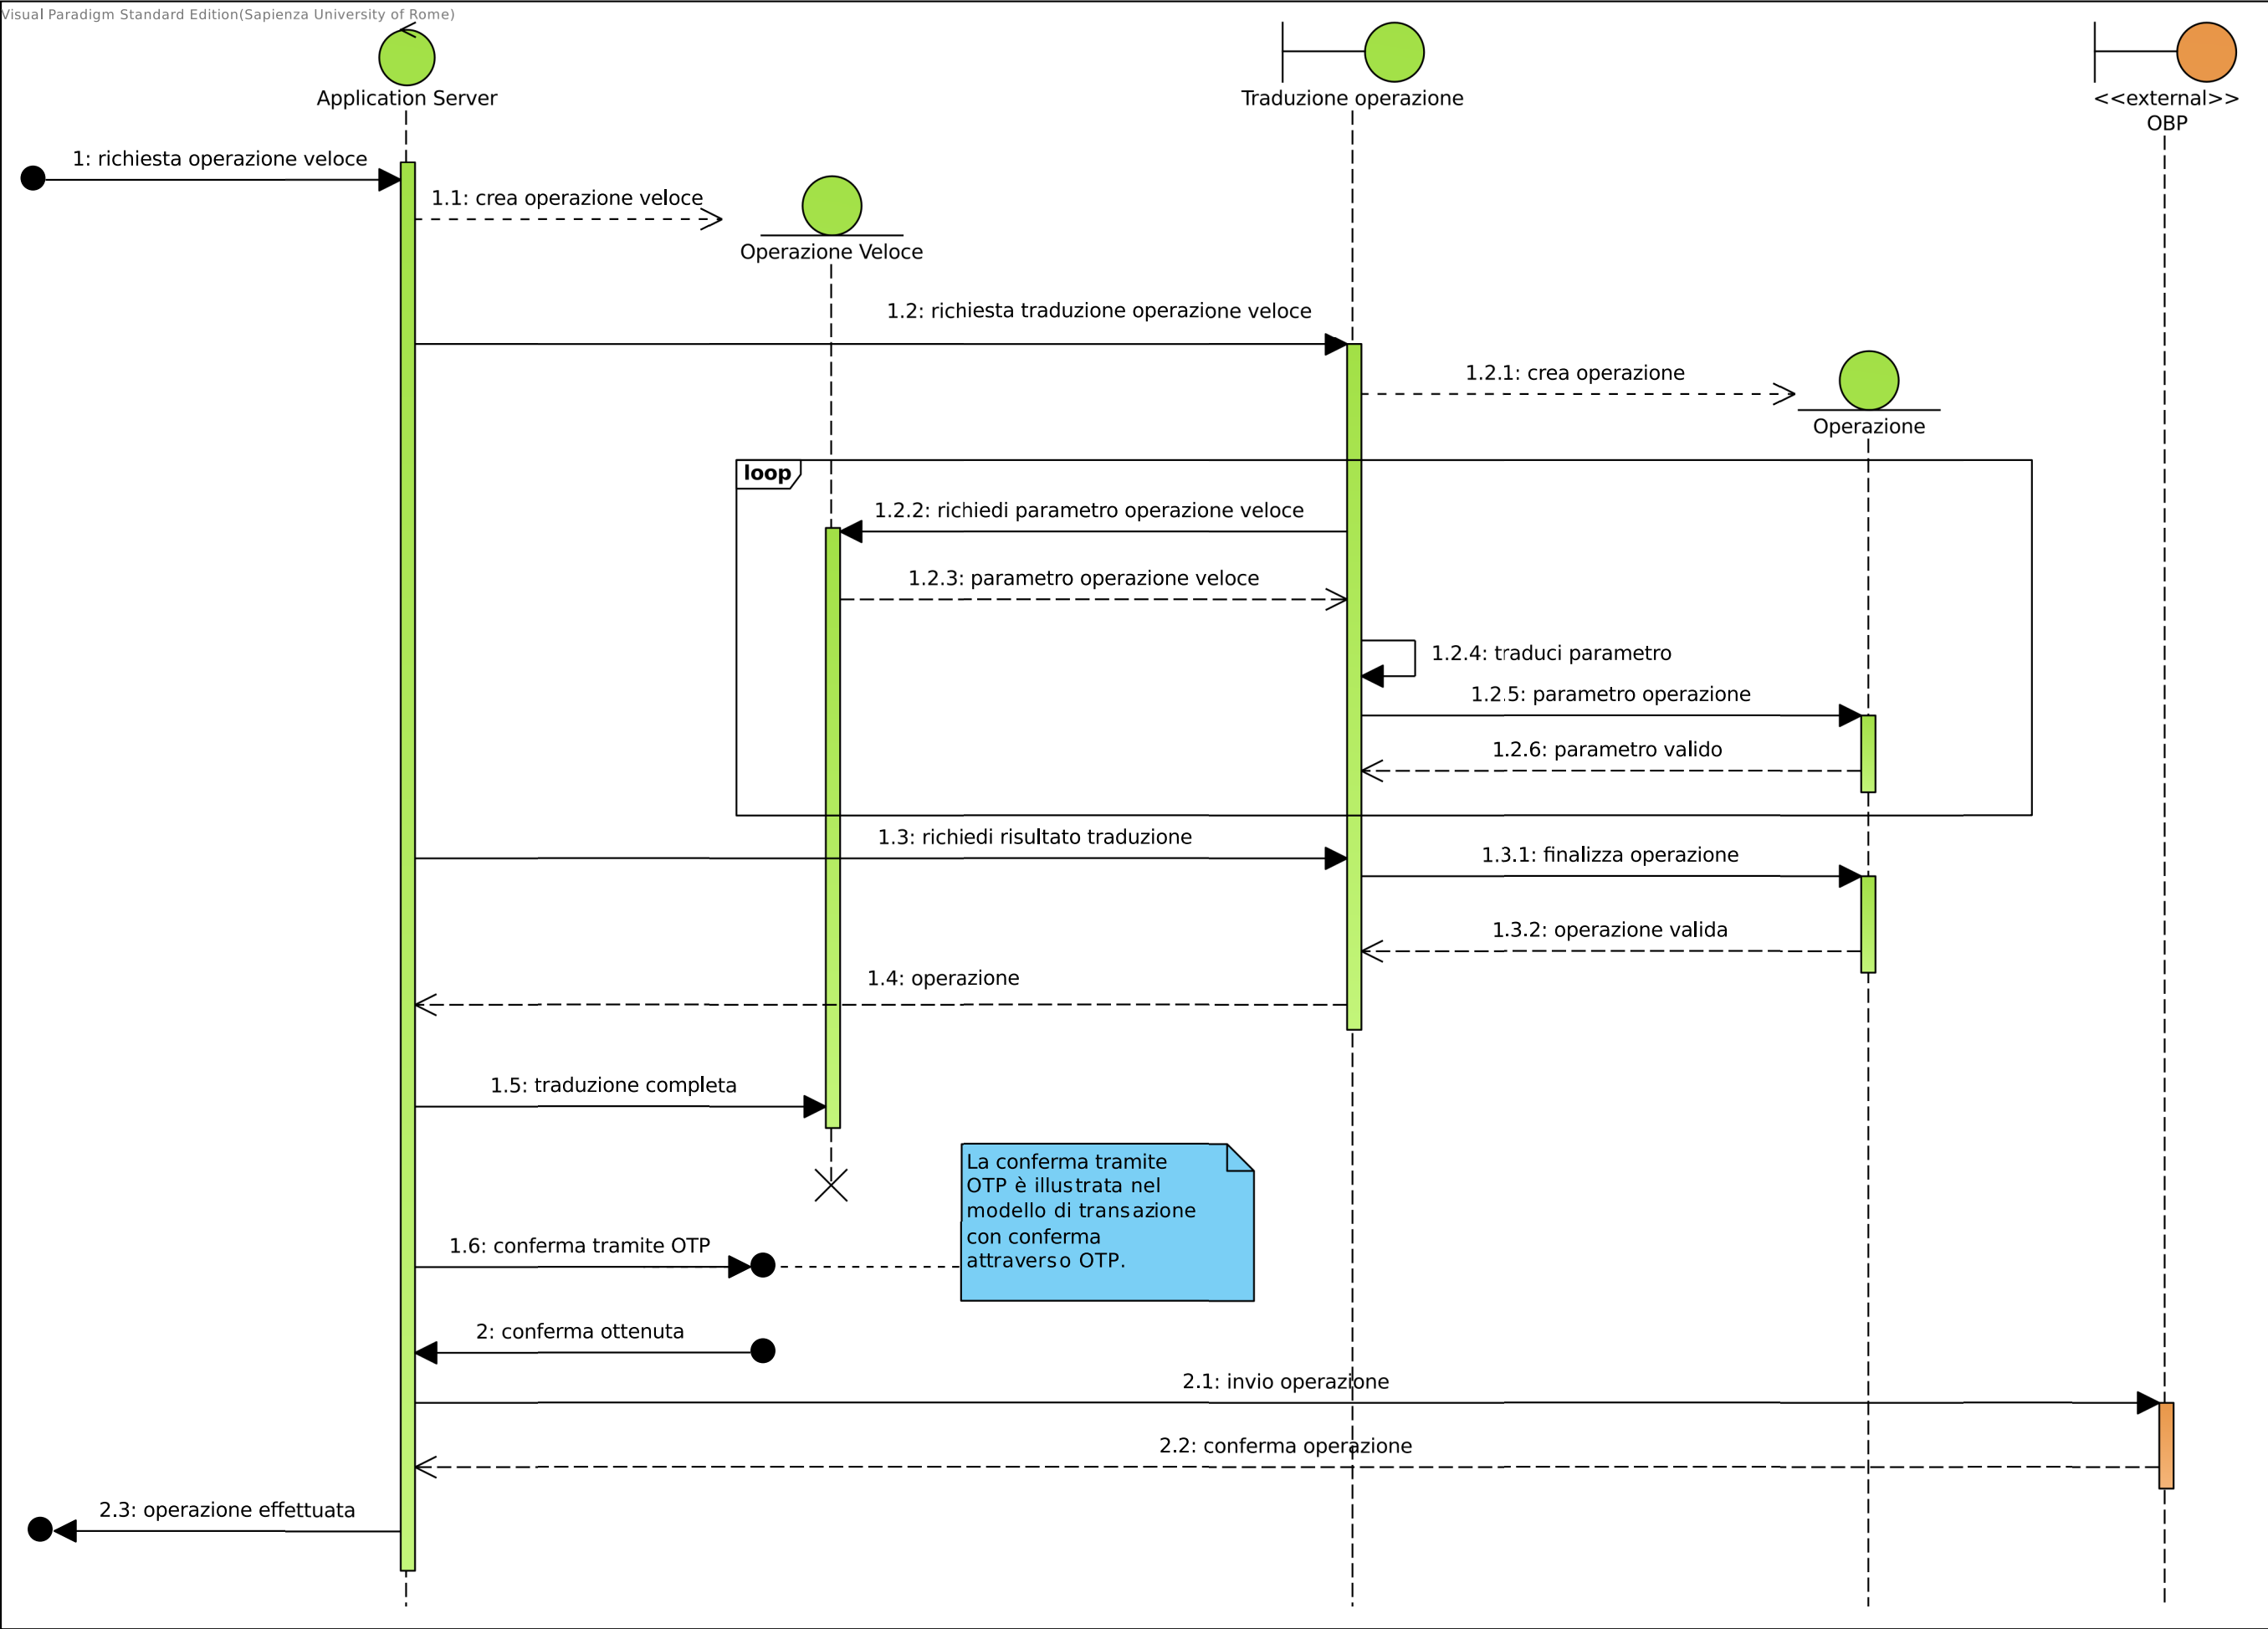 Visual Paradigm Standard Edition(Sapienza University of Rome)
Application Server
Traduzione operazione
<<external>>
OBP
1: richiesta operazione veloce
1.1: crea operazione veloce
Operazione Veloce
1.2: richiesta traduzione operazione veloce
1.2.1: crea operazione
Operazione
loop
1.2.2: richiedi parametro operazione veloce
1.2.3: parametro operazione veloce
1.2.4: traduci parametro
1.2.5: parametro operazione
1.2.6: parametro valido
1.3: richiedi risultato traduzione
1.3.1: finalizza operazione
1.3.2: operazione valida
1.4: operazione
1.5: traduzione completa
La conferma tramite
OTP è illustrata nel
modello di transazione
con conferma
attraverso OTP.
1.6: conferma tramite OTP
2: conferma ottenuta
2.1: invio operazione
2.2: conferma operazione
2.3: operazione effettuata